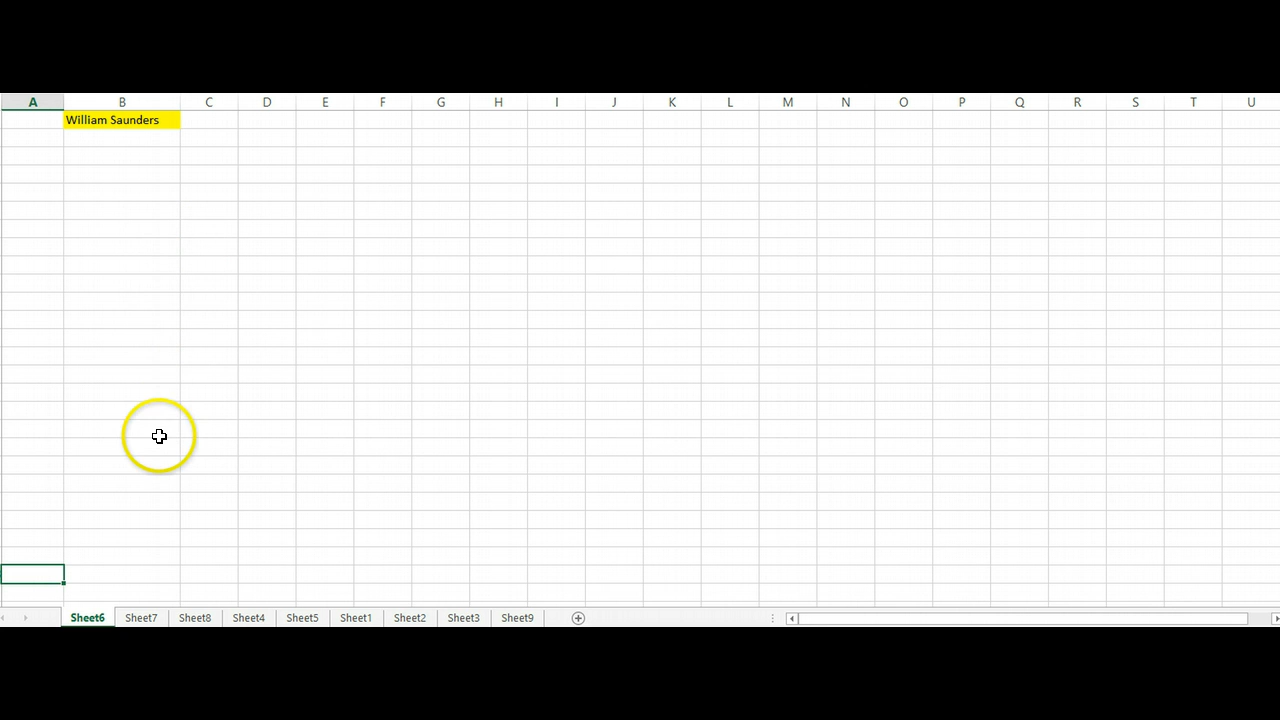 A B C D E F G H I J K L M N O P Q R S T U
William Saunders
Sheet6 Sheet7 Sheet8 Sheet4 Sheet5 Sheet1 Sheet2 Sheet3 Sheet9